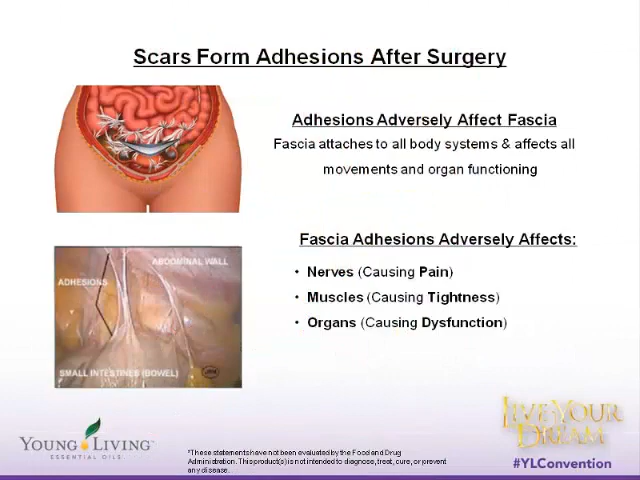 Scars Form Adhesions After Surgery
Adhesions Adversely Affect Fascia
Fascia attaches to all body systems & affects all
movements and organ functioning
ABDOMINAL WALL
ADHESIONS
SMALL INTESTINES (BOWEL)
Fascia Adhesions Adversely Affects:
• Nerves (Causing Pain)
• Muscles (Causing Tightness)
• Organs (Causing Dysfunction)
YOUNG LIVING
ESSENTIAL OILS
*These statements have not been evaluated by the Food and Drug
Administration. This product(s) is not intended to diagnose, treat, cure, or prevent
any disease.
LIVE YOUR
DREAM
#YLConvention